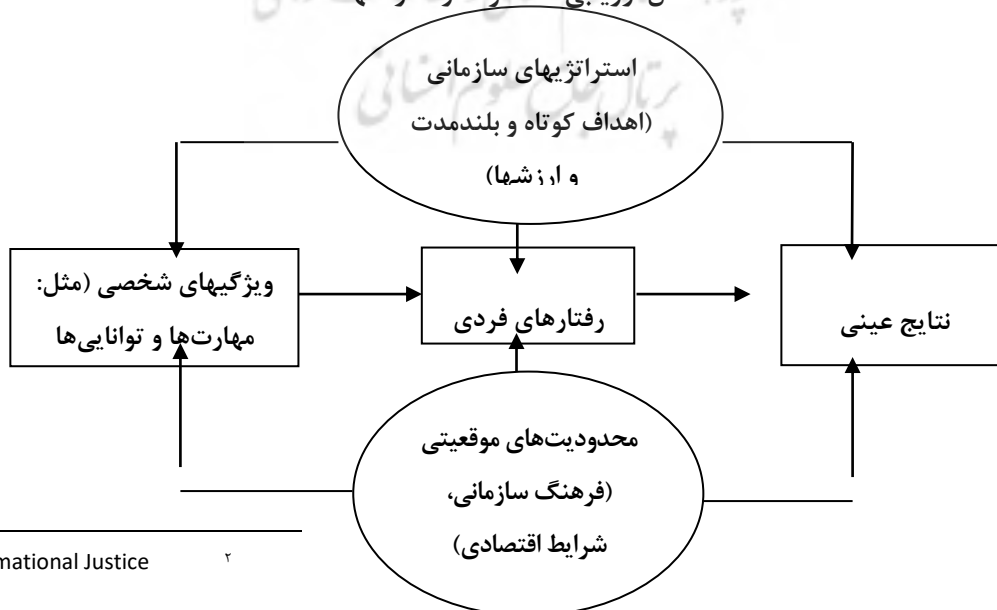 استراتژیهای سازمانی
(اهداف کوتاه و بلندمدت
و ارزشها)
ویژگیهای شخصی (مثل:
مهارت‌ها و توانایی‌ها
رفتارهای فردی
نتایج عینی
محدودیت‌های موقعیتی
(فرهنگ سازمانی،
شرایط اقتصادی)
mational Justice ۲